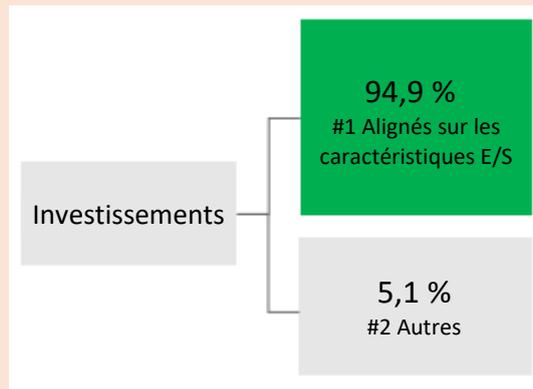 94,9 %
#1 Alignés sur les
caractéristiques E/S
Investissements
5,1 %
#2 Autres